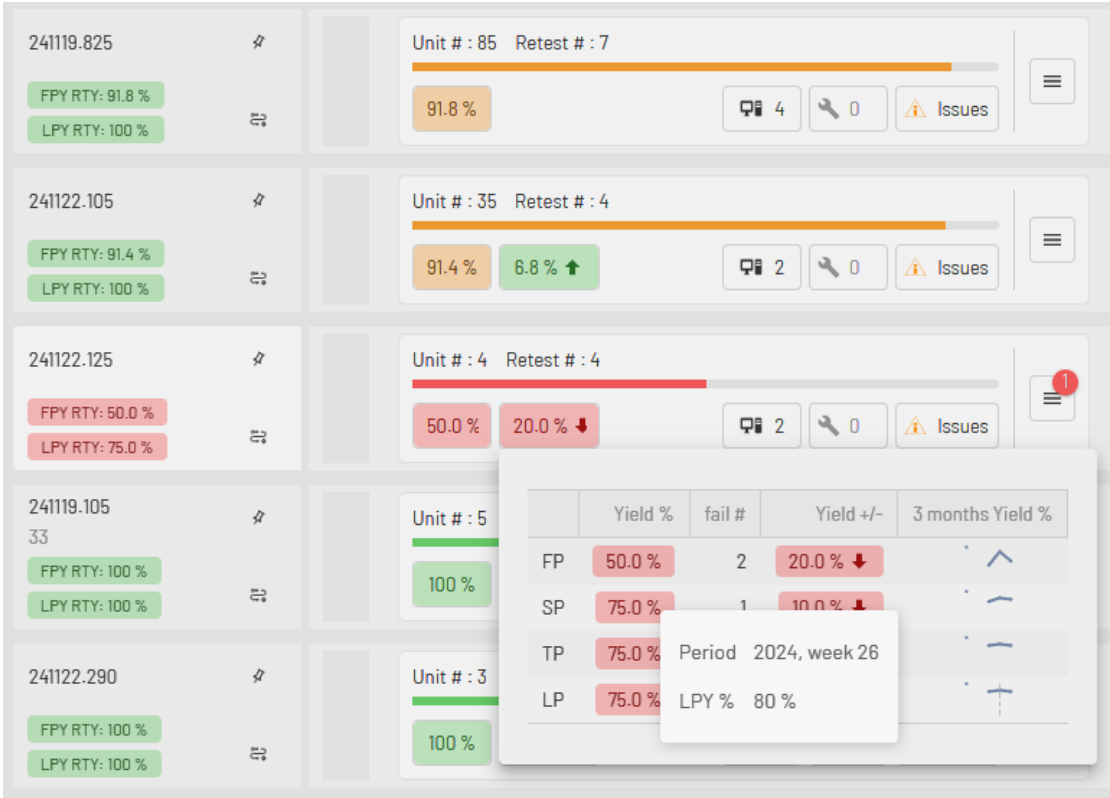 241119.825
FPY RTY: 91.8 %
LPY RTY: 100 %
Unit # : 85 Retest # : 7
91.8 %
4
0
Issues
241122.105
FPY RTY: 91.4 %
LPY RTY: 100 %
Unit # : 35 Retest # : 4
91.4 %
6.8 %
2
0
Issues
241122.125
FPY RTY: 50.0 %
LPY RTY: 75.0 %
Unit # : 4 Retest # : 4
50.0 %
20.0 %
2
0
Issues
1
241119.105
33
FPY RTY: 100 %
LPY RTY: 100 %
Unit # : 5
100 %
241122.290
FPY RTY: 100 %
LPY RTY: 100 %
Unit # : 3
100 %
Yield % fail # Yield +/- 3 months Yield %
FP 50.0 % 2 20.0 %
SP 75.0 % 1 10.0 %
TP 75.0 %
LP 75.0 %
Period 2024, week 26
LPY % 80 %